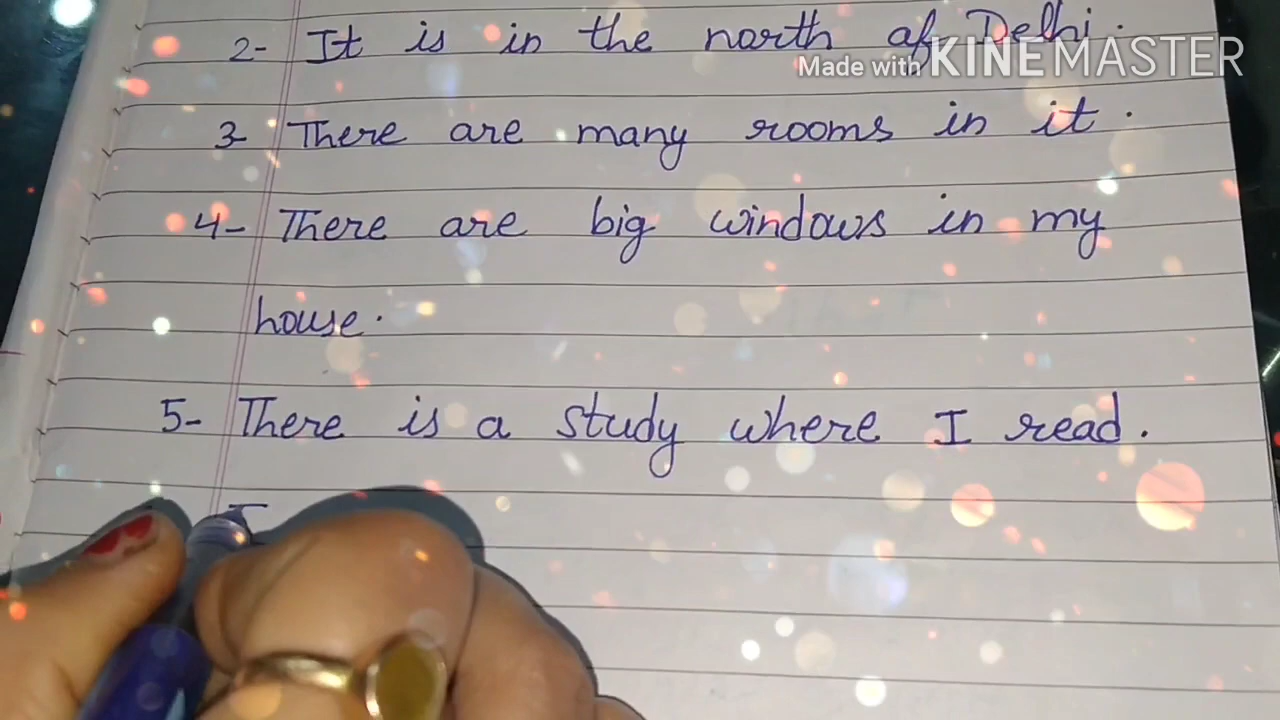 2- It is in the north of Delhi.
Made with KINEMASTER
3- There are many rooms in it.
4- There are big windows in my
house.
5- There is a study where I read.